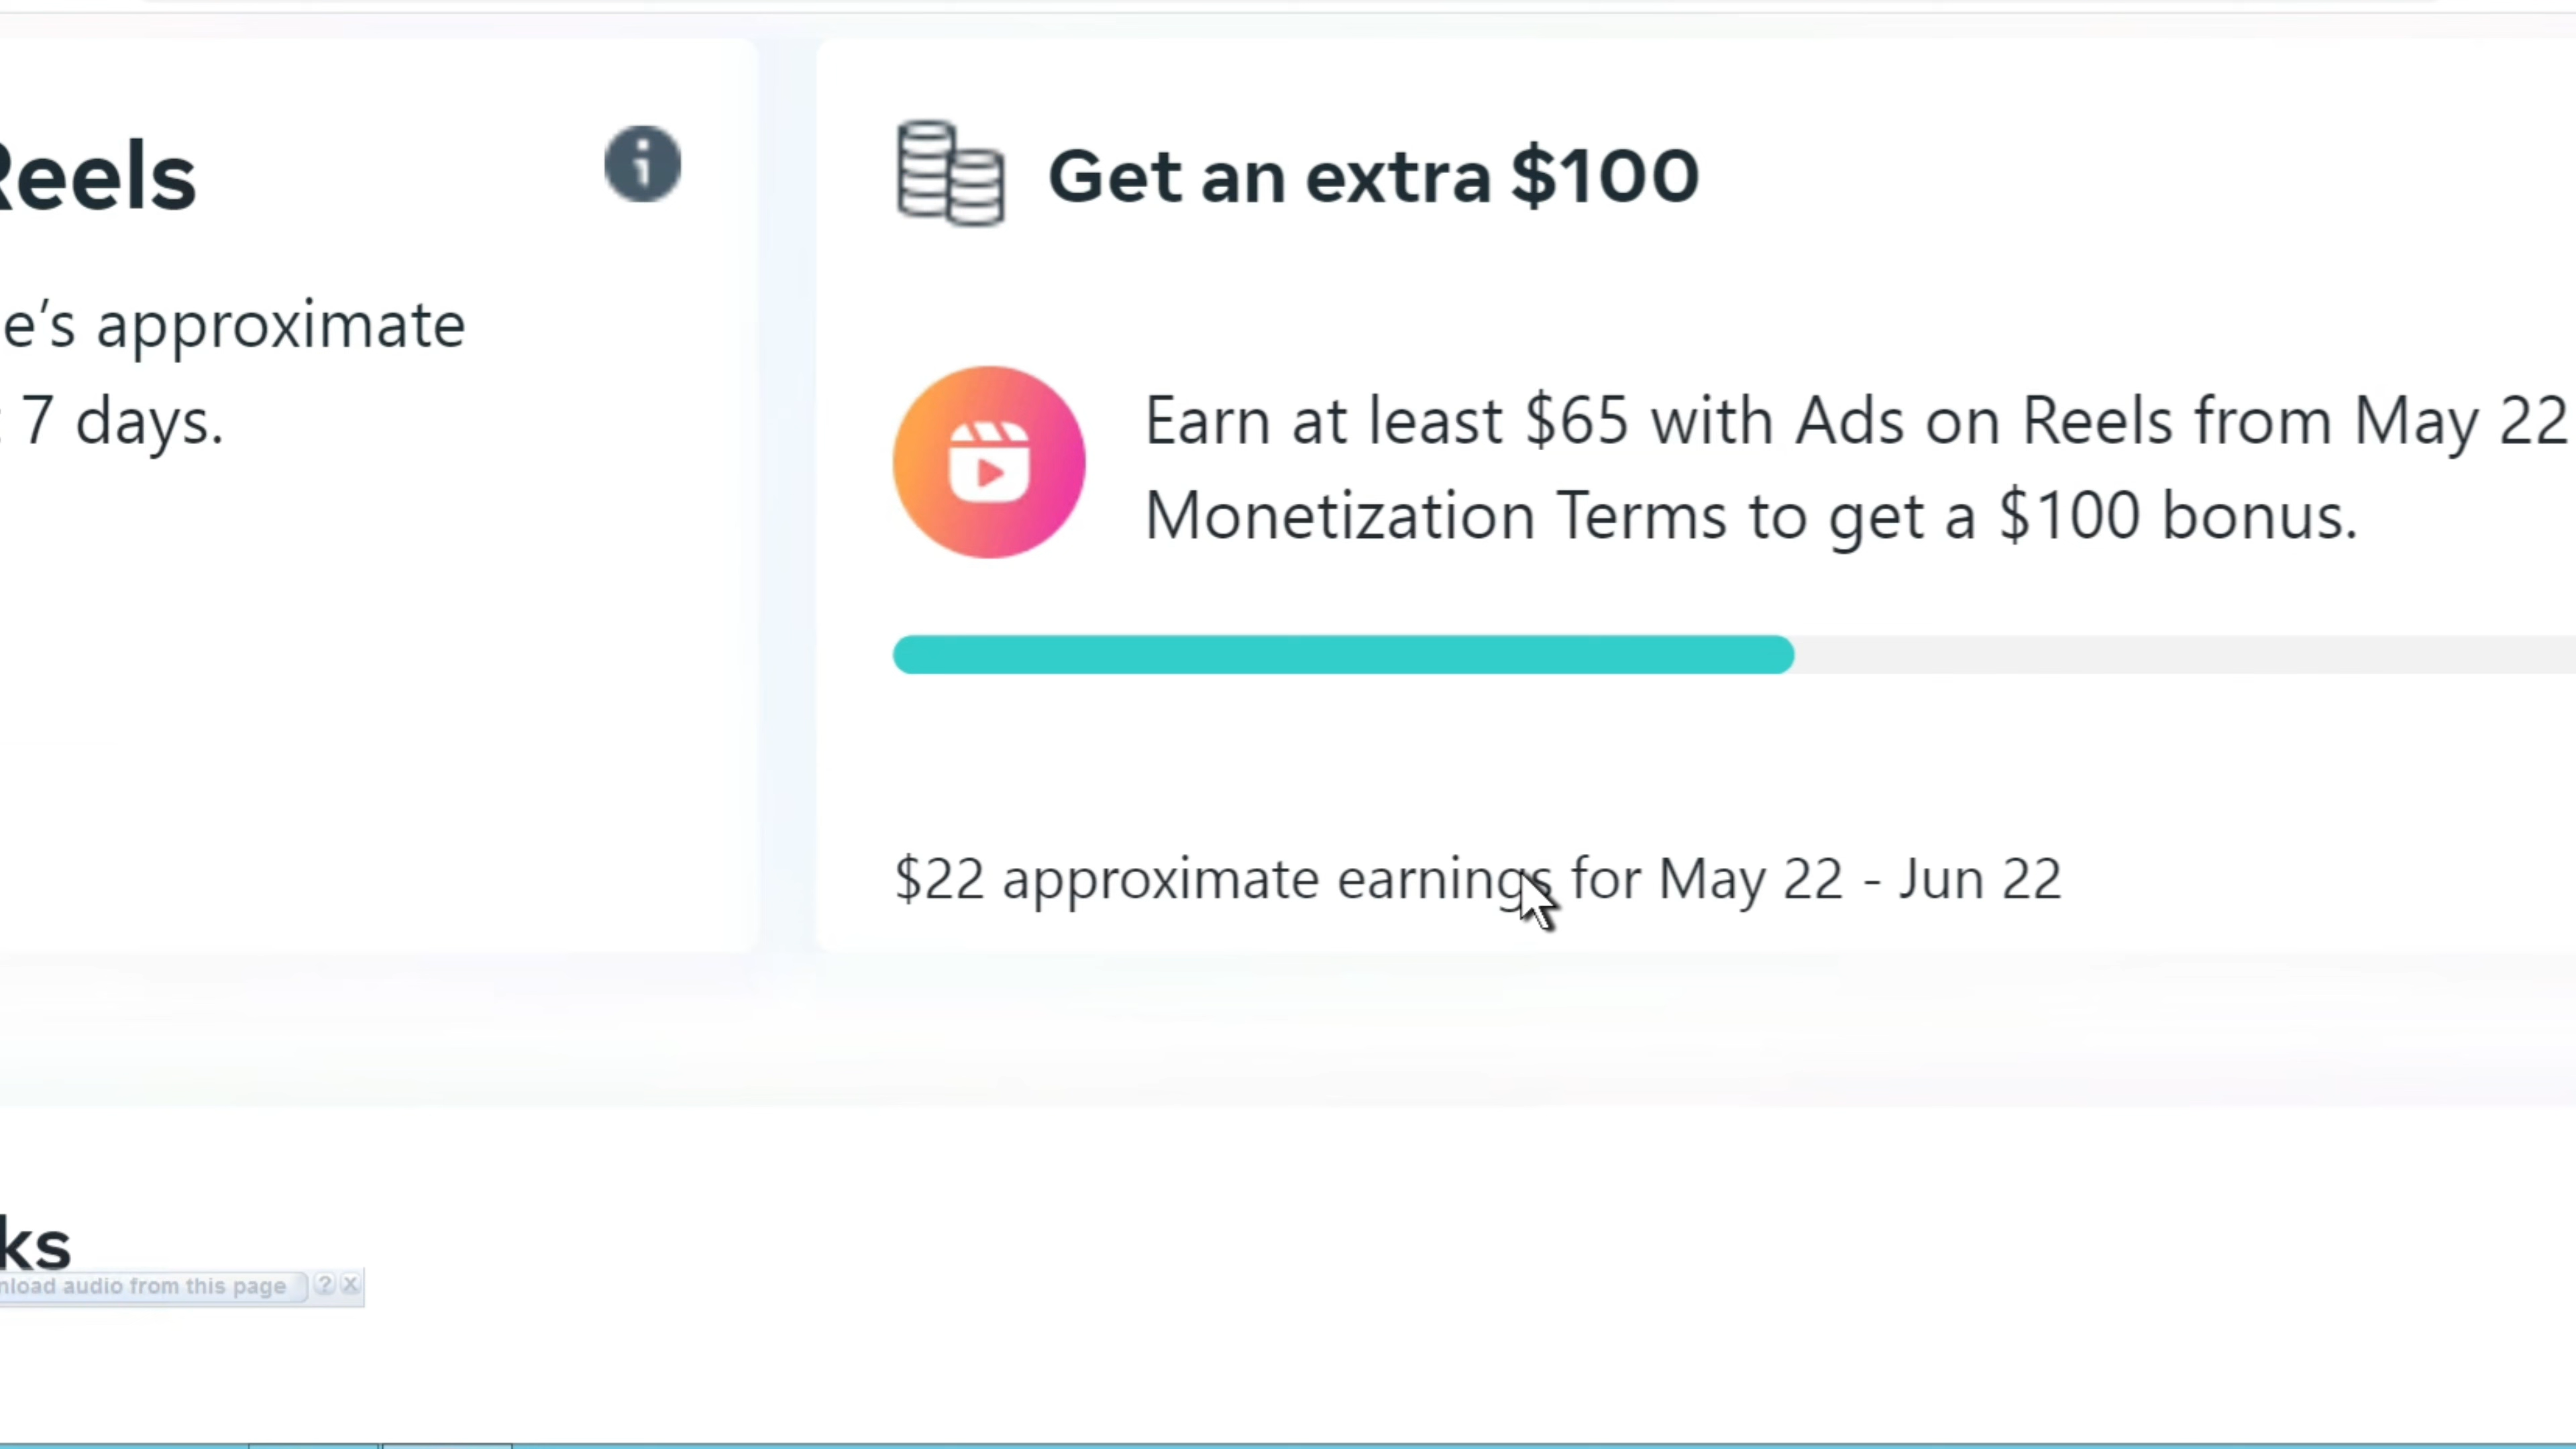 Reels
e's approximate
7 days.
Get an extra $100
Earn at least $65 with Ads on Reels from May 22
Monetization Terms to get a $100 bonus.
$22 approximate earnings for May 22 - Jun 22
ks
nload audio from this page ? X